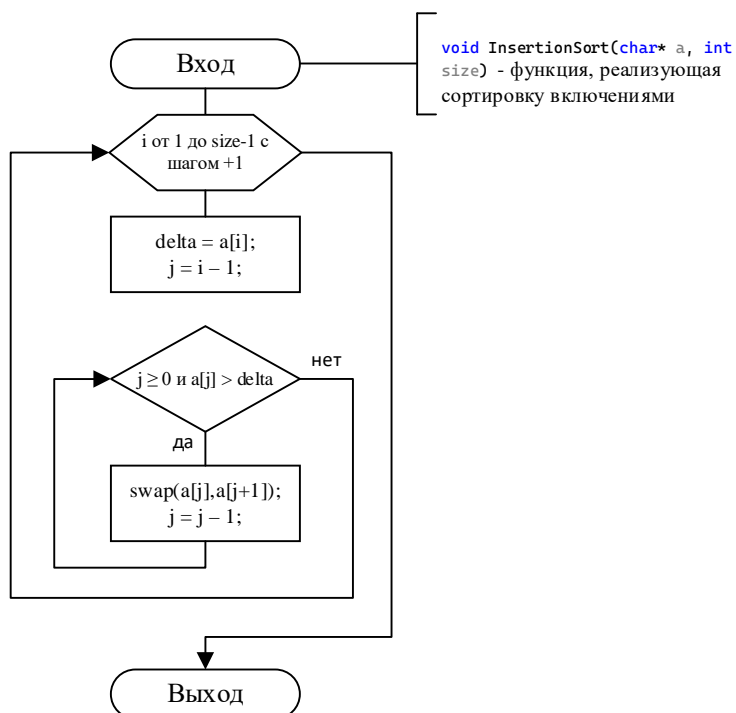 Вход
void InsertionSort(char* a, int
size) - функция, реализующая
сортировку включениями
i от 1 до size-1 с
шагом +1
delta = a[i];
j = i – 1;
j ≥ 0 и a[j] > delta
нет
да
swap(a[j],a[j+1]);
j = j – 1;
Выход